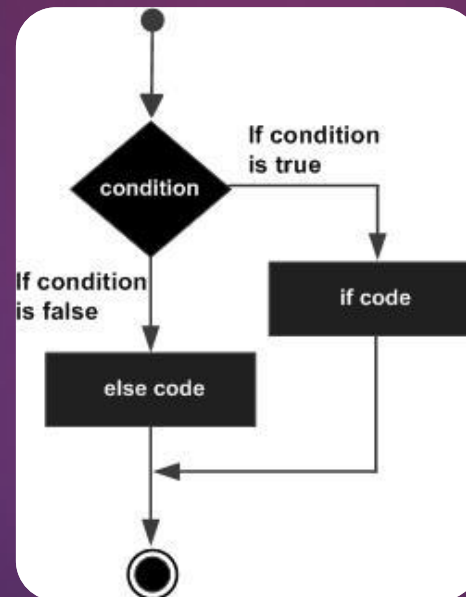 If condition
is true
condition
If condition
is false
if code
else code